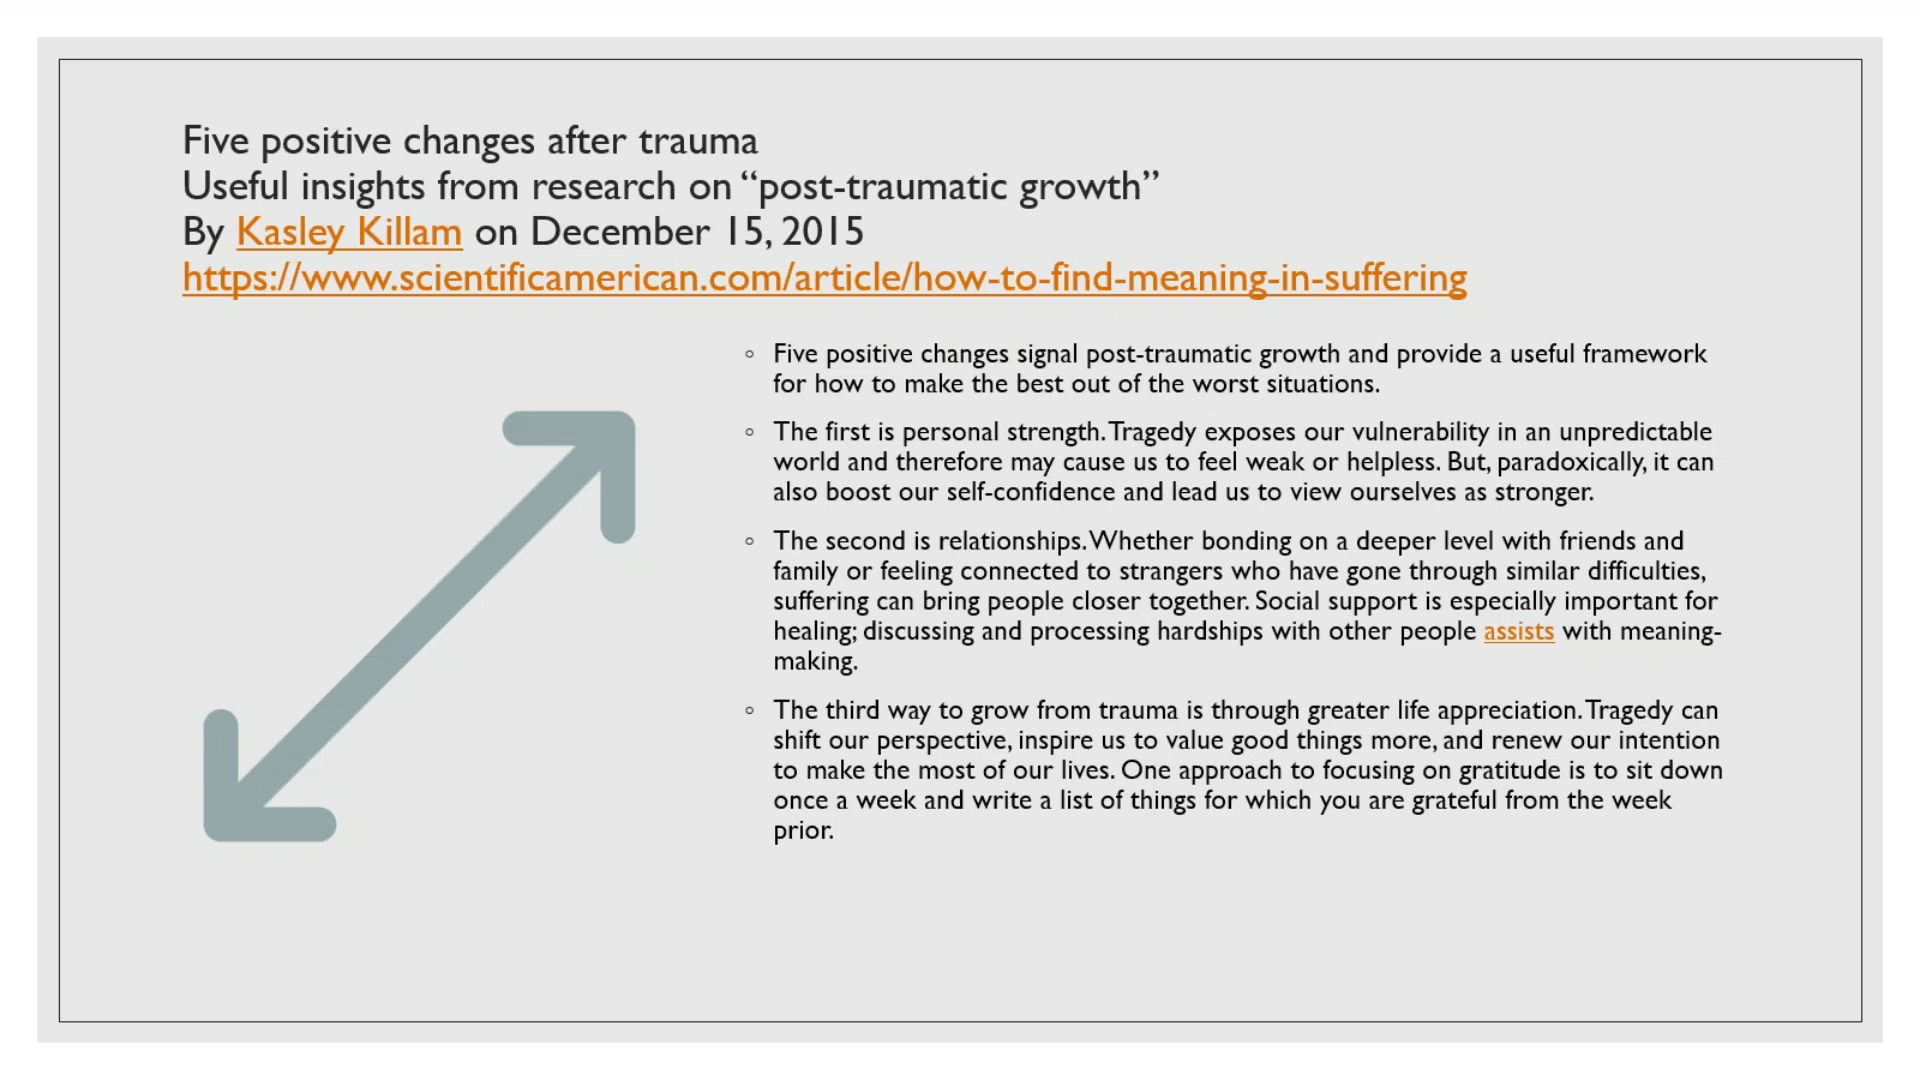 Five positive changes after trauma
Useful insights from research on “post-traumatic growth”
By Kasley Killam on December 15, 2015
https://www.scientificamerican.com/article/how-to-find-meaning-in-suffering
◦ Five positive changes signal post-traumatic growth and provide a useful framework
for how to make the best out of the worst situations.
◦ The first is personal strength. Tragedy exposes our vulnerability in an unpredictable
world and therefore may cause us to feel weak or helpless. But, paradoxically, it can
also boost our self-confidence and lead us to view ourselves as stronger.
◦ The second is relationships. Whether bonding on a deeper level with friends and
family or feeling connected to strangers who have gone through similar difficulties,
suffering can bring people closer together. Social support is especially important for
healing; discussing and processing hardships with other people assists with meaning-
making.
◦ The third way to grow from trauma is through greater life appreciation. Tragedy can
shift our perspective, inspire us to value good things more, and renew our intention
to make the most of our lives. One approach to focusing on gratitude is to sit down
once a week and write a list of things for which you are grateful from the week
prior.